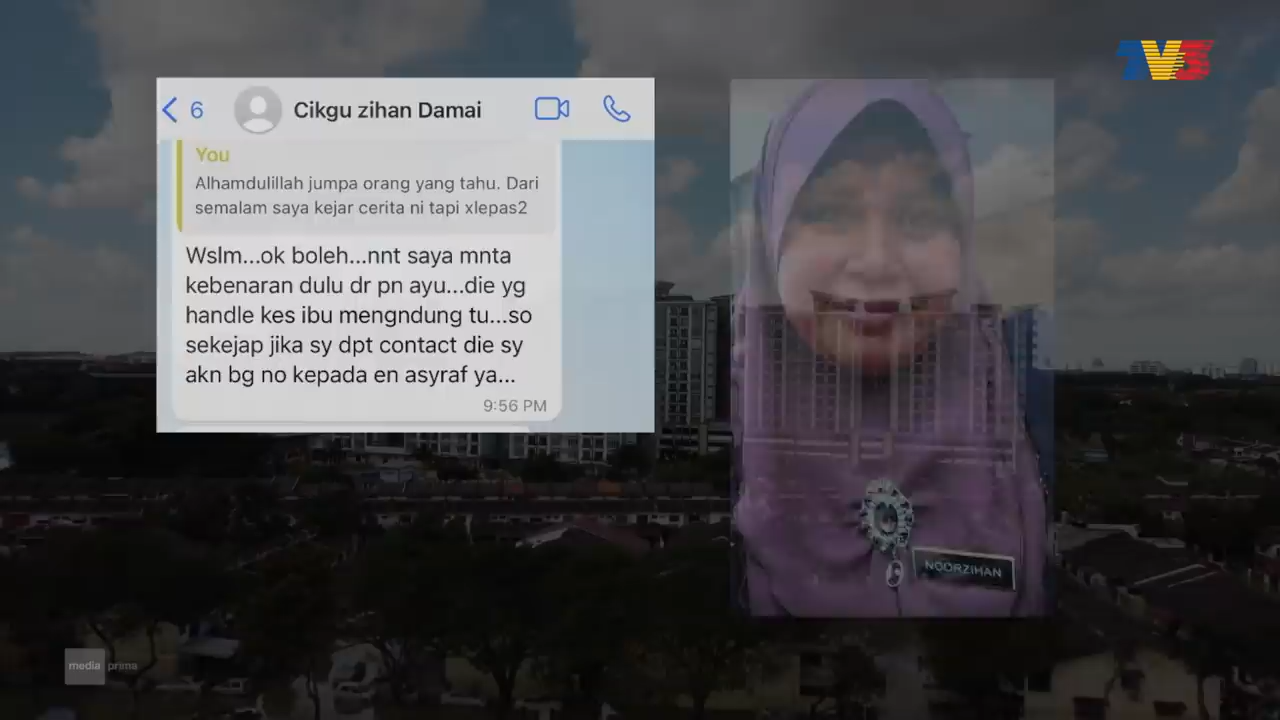 TV3
6
Cikgu zihan Damai
You
Alhamdulillah jumpa orang yang tahu. Dari
semalam saya kejar cerita ni tapi xlepas2
Wslm...ok boleh...nnt saya mnta
kebenaran dulu dr pn ayu...die yg
handle kes ibu mengndung tu...so
sekejap jika sy dpt contact die sy
akn bg no kepada en asyraf ya...
9:56 PM
NOORZIHAN
media prima